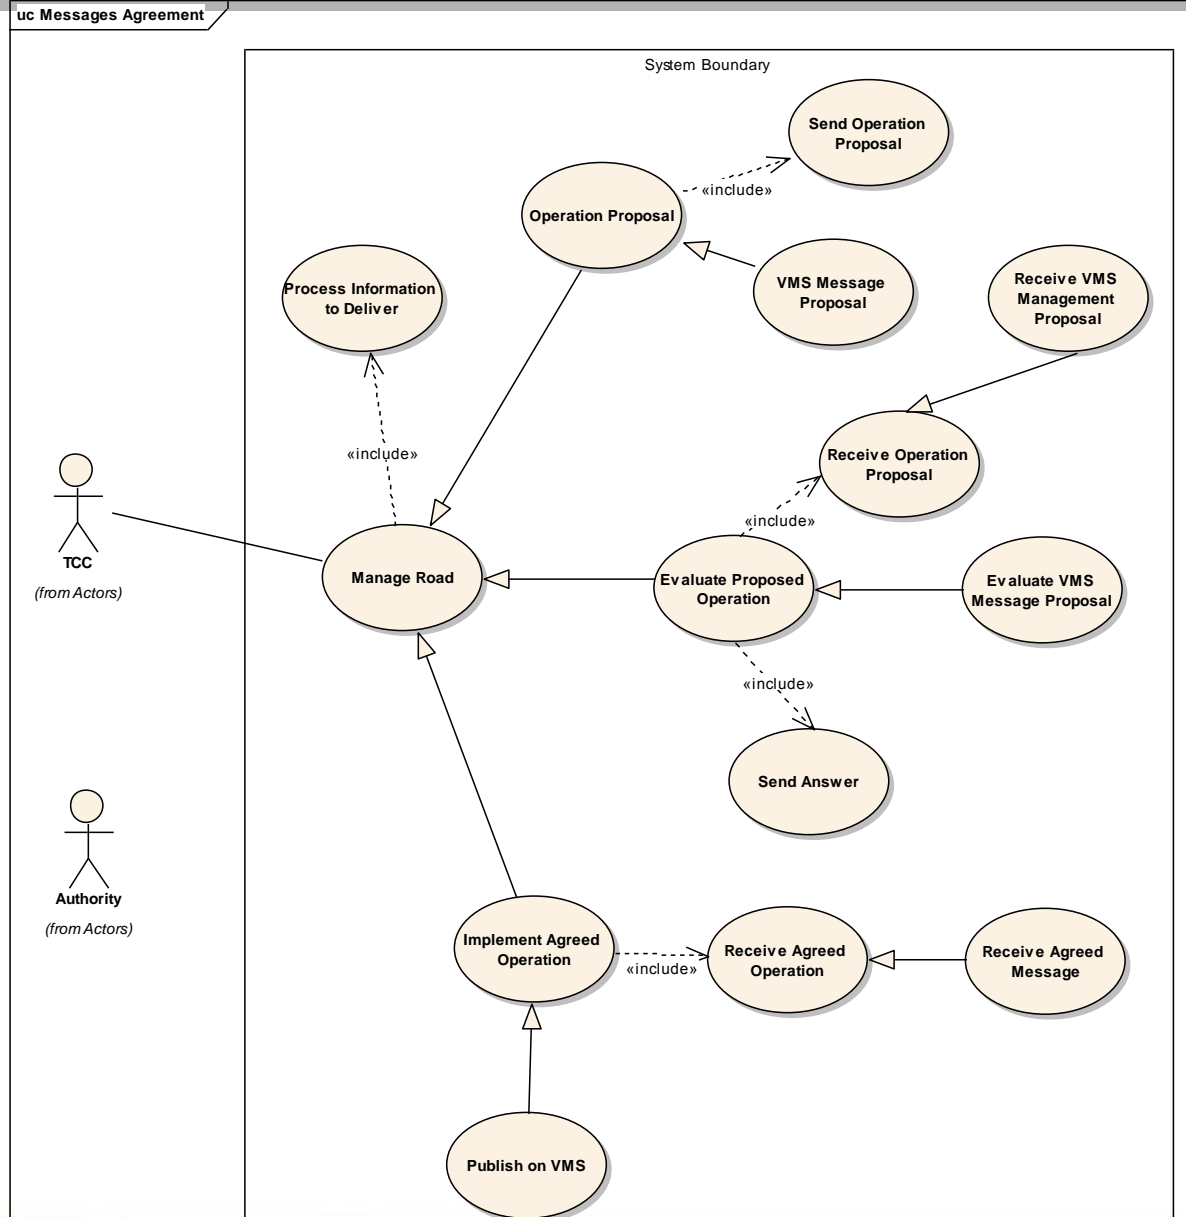 uc Messages Agreement
System Boundary
Send Operation
Proposal
«include»
Operation Proposal
VMS Message
Proposal
Receive VMS
Management
Proposal
Process Information
to Deliver
«include»
Receive Operation
Proposal
«include»
TCC
(from Actors)
Manage Road
Evaluate Proposed
Operation
Evaluate VMS
Message Proposal
«include»
Send Answer
Authority
(from Actors)
Implement Agreed
Operation
«include»
Receive Agreed
Operation
Receive Agreed
Message
Publish on VMS